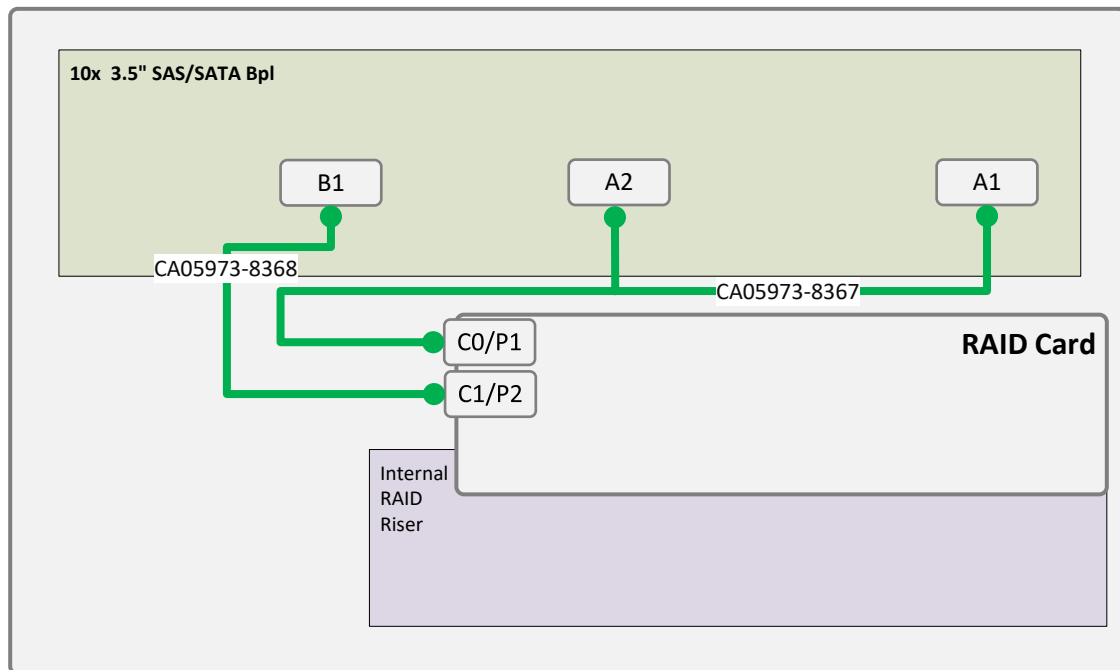 10x  3.5" SAS/SATA Bpl
B1
A2
A1
CA05973-8368
CA05973-8367
C0/P1
RAID Card
C1/P2
Internal
RAID
Riser